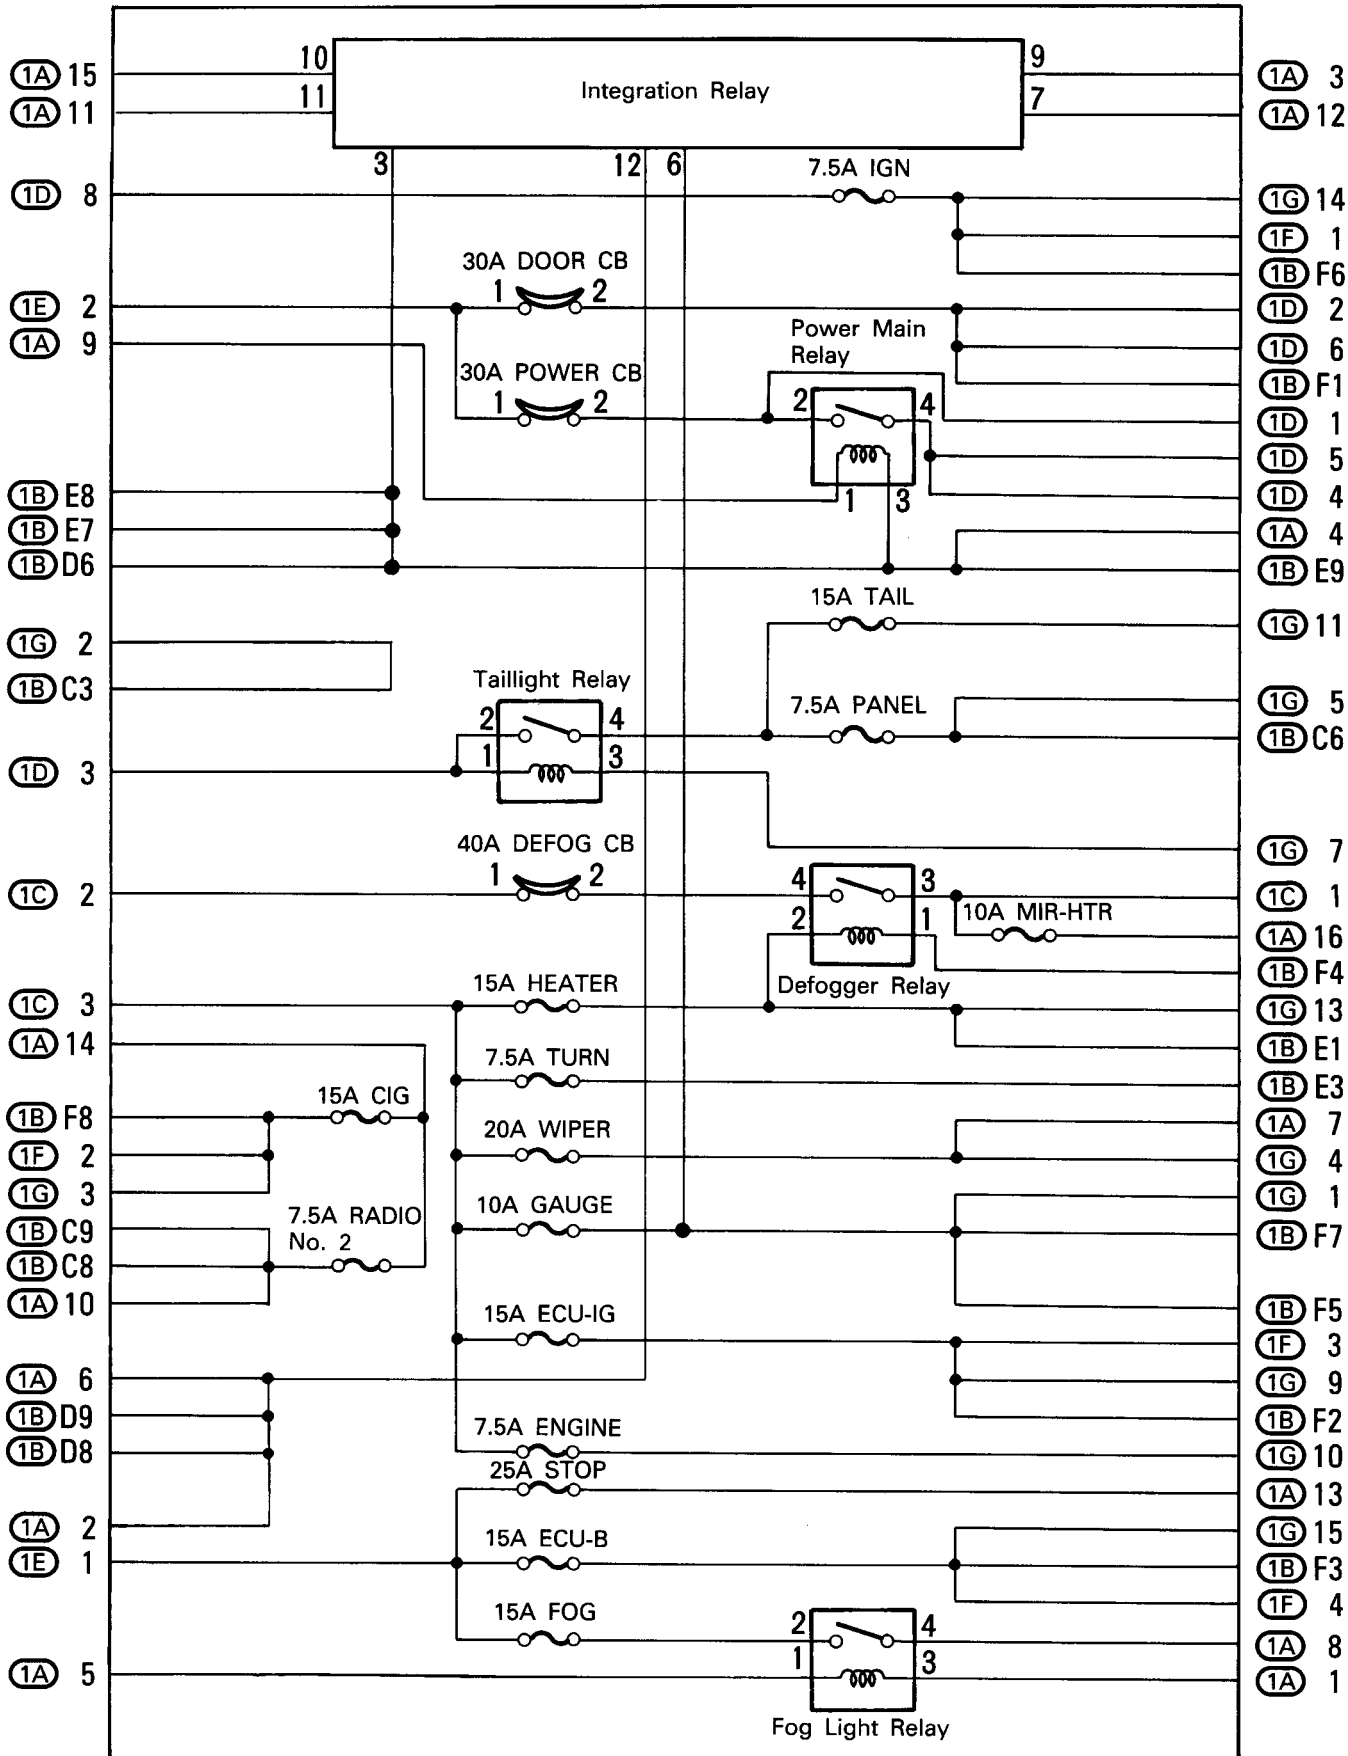 10
9
1A 15
1A 3
Integration Relay
11
7
1A 11
1A 12
3
12
6
7.5A IGN
1D 8
1G 14
1F 1
30A DOOR CB
1B F6
1
2
1E 2
1D 2
Power Main
Relay
1A 9
1D 6
30A POWER CB
1B F1
1
2
2
4
1D 1
1D 5
1B E8
1
3
1D 4
1B E7
1A 4
1B D6
1B E9
15A TAIL
1G 11
1G 2
Taillight Relay
1B C3
7.5A PANEL
1G 5
2
4
1B C6
1D 3
1
3
40A DEFOG CB
1G 7
1
2
4
3
1C 2
1C 1
10A MIR-HTR
2
1
1A 16
1B F4
15A HEATER
Defogger Relay
1C 3
1G 13
1A 14
1B E1
7.5A TURN
1B E3
15A CIG
1B F8
1A 7
20A WIPER
1F 2
1G 4
1G 3
1G 1
7.5A RADIO
No. 2
10A GAUGE
1B C9
1B F7
1B C8
1A 10
1B F5
15A ECU-IG
1F 3
1A 6
1G 9
1B D9
1B F2
7.5A ENGINE
1B D8
1G 10
25A STOP
1A 13
1A 2
1G 15
15A ECU-B
1E 1
1B F3
1F 4
15A FOG
2
4
1A 8
1A 5
1
3
1A 1
Fog Light Relay